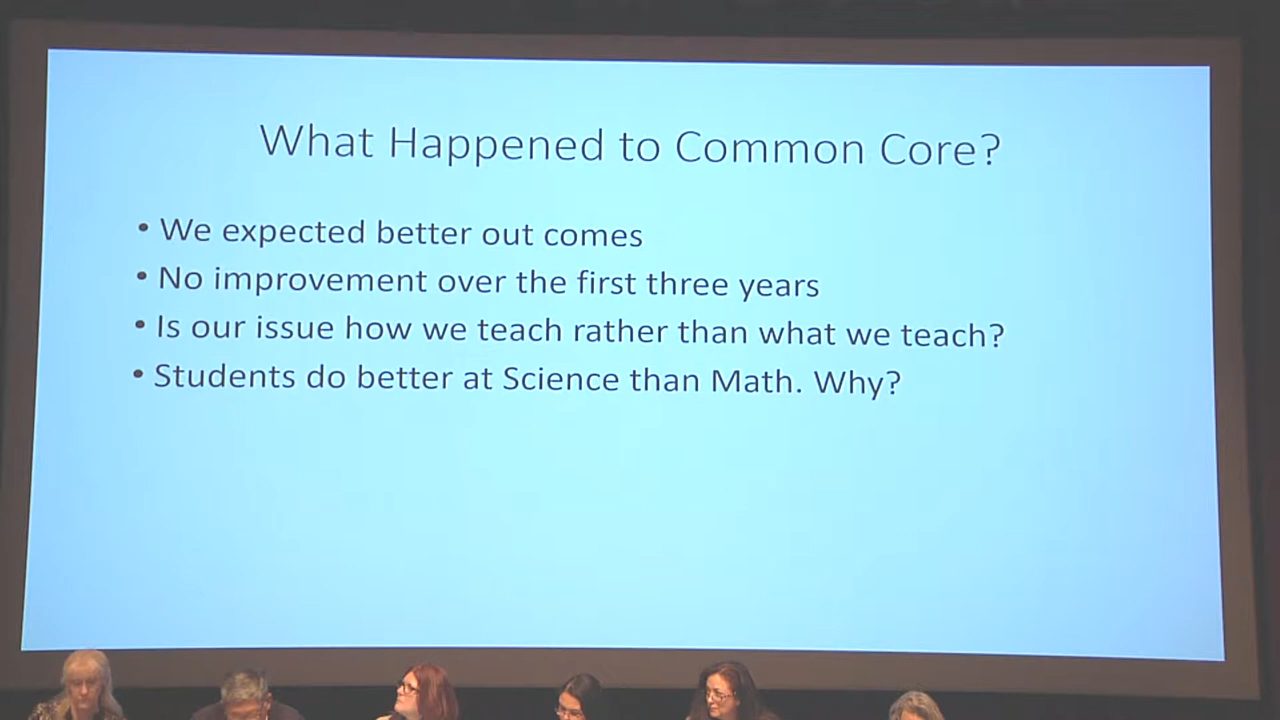 What Happened to Common Core?
• We expected better out comes
• No improvement over the first three years
• Is our issue how we teach rather than what we teach?
• Students do better at Science than Math. Why?